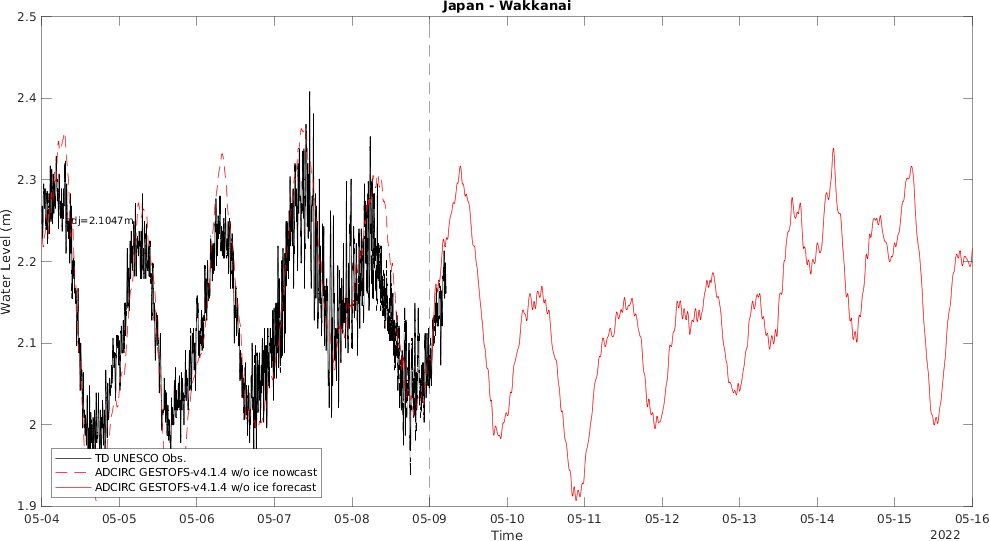 Japan - Wakkanai
2.5
2.4
2.3
2.2
2.1
2
1.9
Water Level (m)
dj=2.1047m
TD UNESCO Obs.
ADCIRC GESTOFS-v4.1.4 w/o ice nowcast
ADCIRC GESTOFS-v4.1.4 w/o ice forecast
05-04 05-05 05-06 05-07 05-08 05-09 05-10 05-11 05-12 05-13 05-14 05-15 05-16
Time
2022